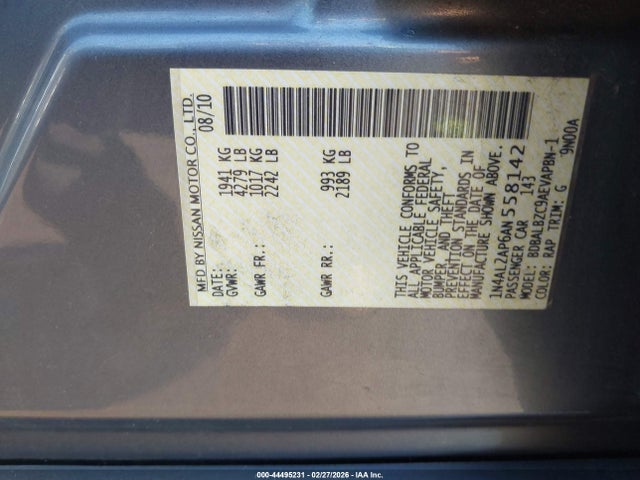 MFD BY NISSAN MOTOR CO., LTD.
DATE: 08/10
GVWR: 1941 KG
4279 LB
GAWR FR.: 1017 KG
2242 LB
GAWR RR.: 993 KG
2189 LB
THIS VEHICLE CONFORMS TO
ALL APPLICABLE FEDERAL
MOTOR VEHICLE SAFETY,
BUMPER, AND THEFT
PREVENTION STANDARDS IN
EFFECT ON THE DATE OF
MANUFACTURE SHOWN ABOVE.
1N4AL2AP6AN558142
PASSENGER CAR 143
MODEL: BDBALBZC9AEVAPBN-1
COLOR: RAP TRIM: G 9N00A
000-44495231 - 02/27/2026 - IAA Inc.